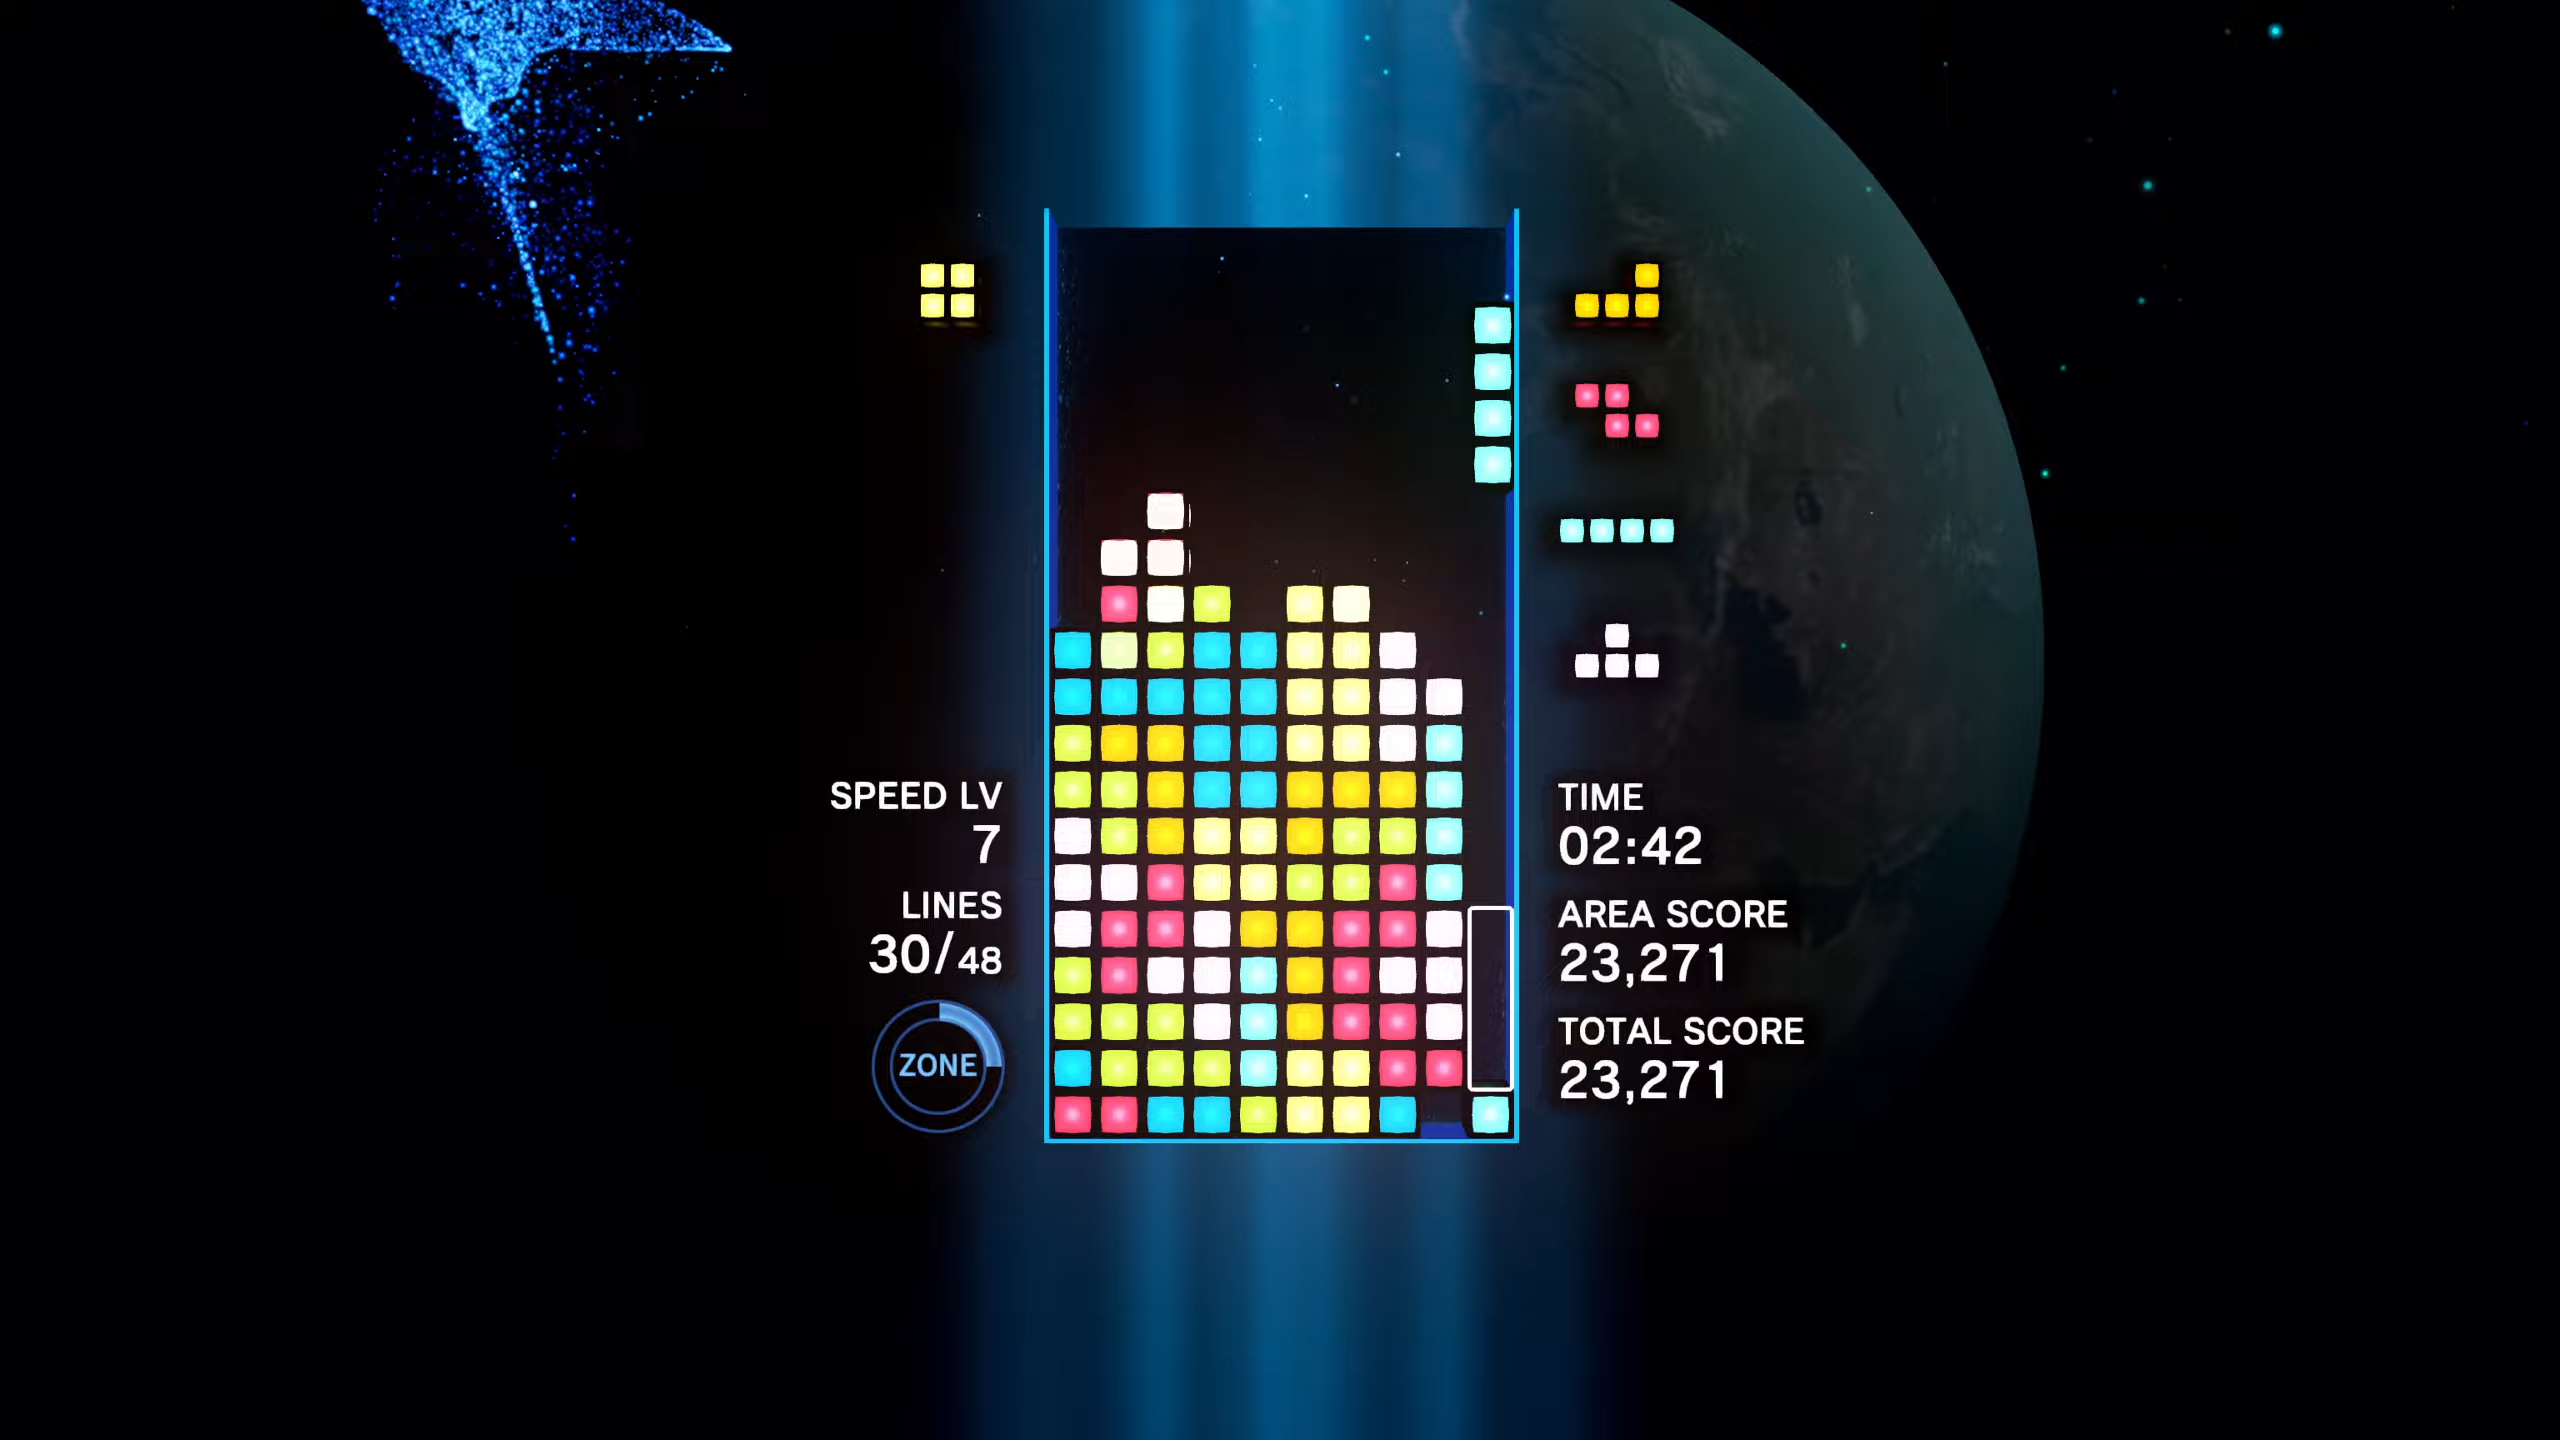 SPEED LV
7
LINES
30/48
ZONE
TIME
02:42
AREA SCORE
23,271
TOTAL SCORE
23,271